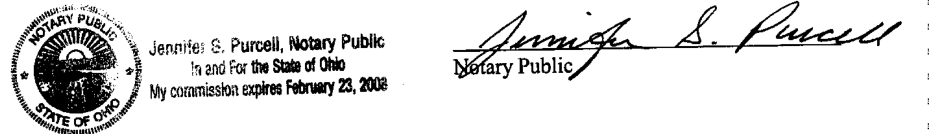 NOTARY PUBLIC
STATE OF OHIO
Jennifer S. Purcell, Notary Public
In and For the State of Ohio
My commission expires February 23, 2008
Jennifer S. Purcell
Notary Public